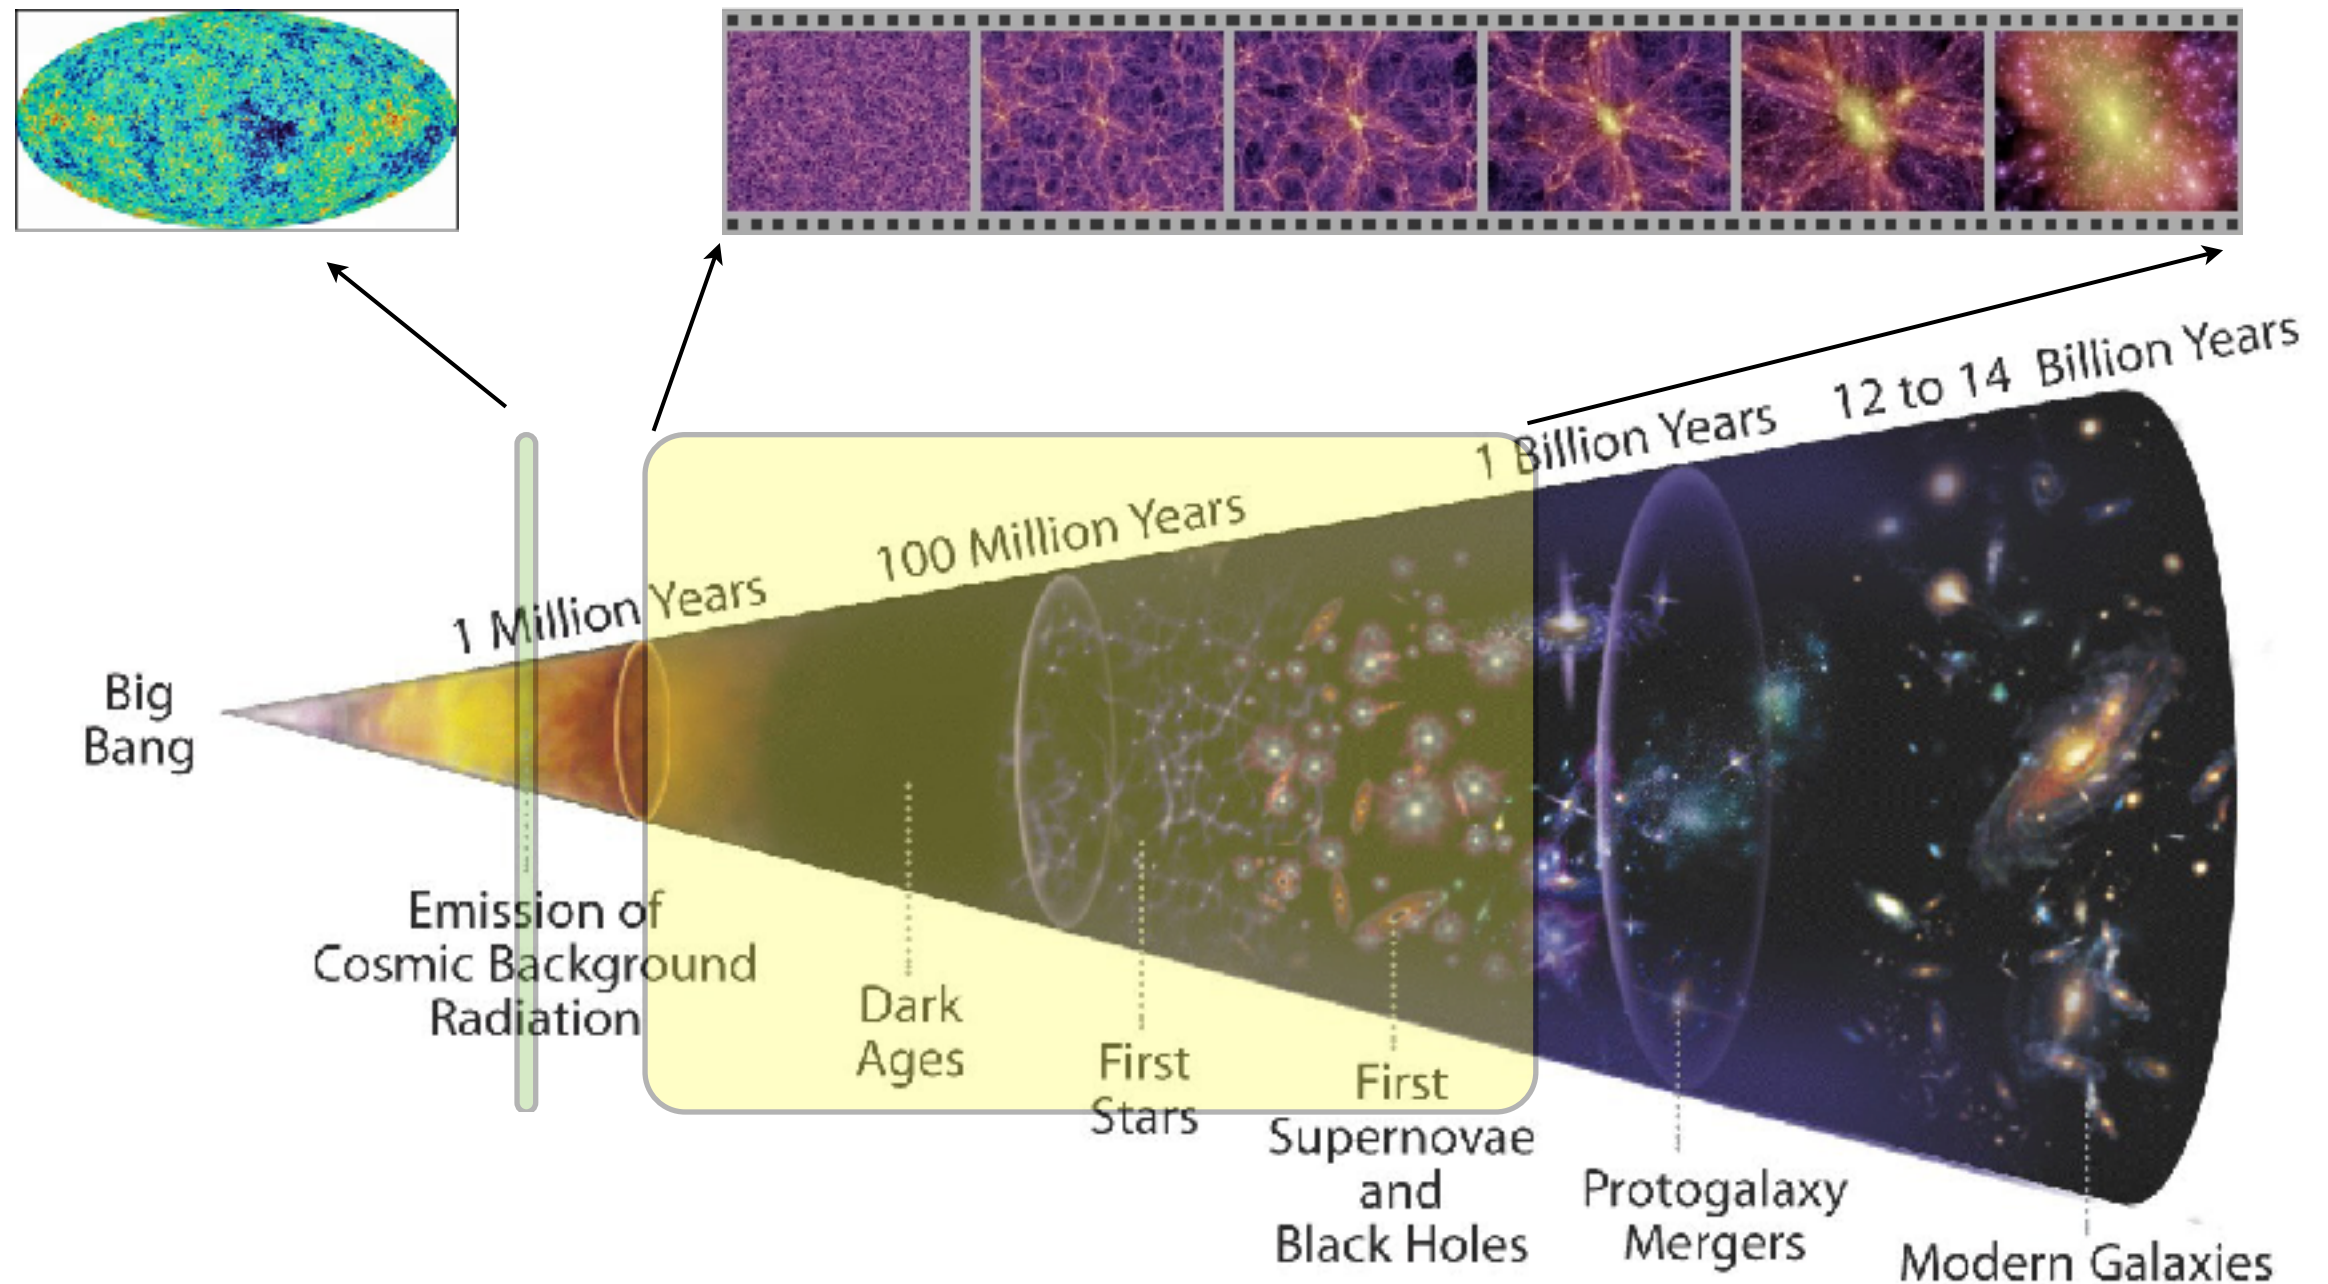 Big
Bang
1 Million Years
100 Million Years
1 Billion Years
12 to 14 Billion Years
Emission of
Cosmic Background
Radiation
Dark
Ages
First
Stars
First
Supernovae
and
Black Holes
Protogalaxy
Mergers
Modern Galaxies